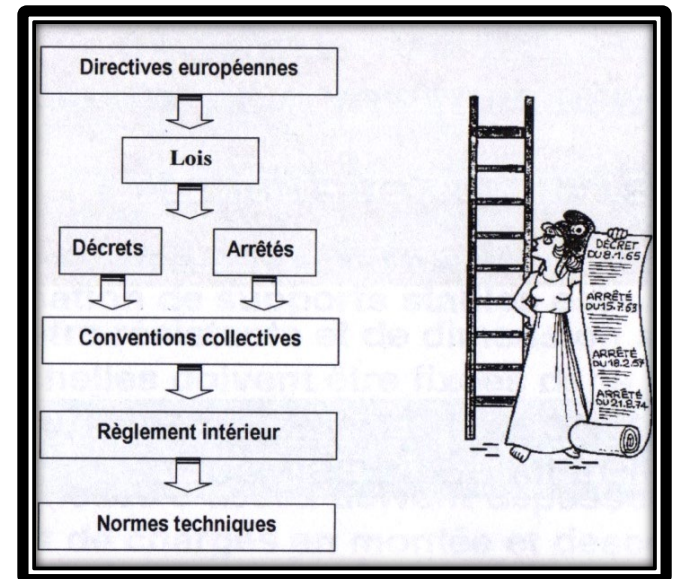 Directives européennes
Lois
Décrets
Arrêtés
Conventions collectives
Règlement intérieur
Normes techniques
DÉCRET
DU 8.1.65
ARRÊTÉ
DU 15.7.63
ARRÊTÉ
DU 18.2.57
ARRÊTÉ
DU 21.8.74